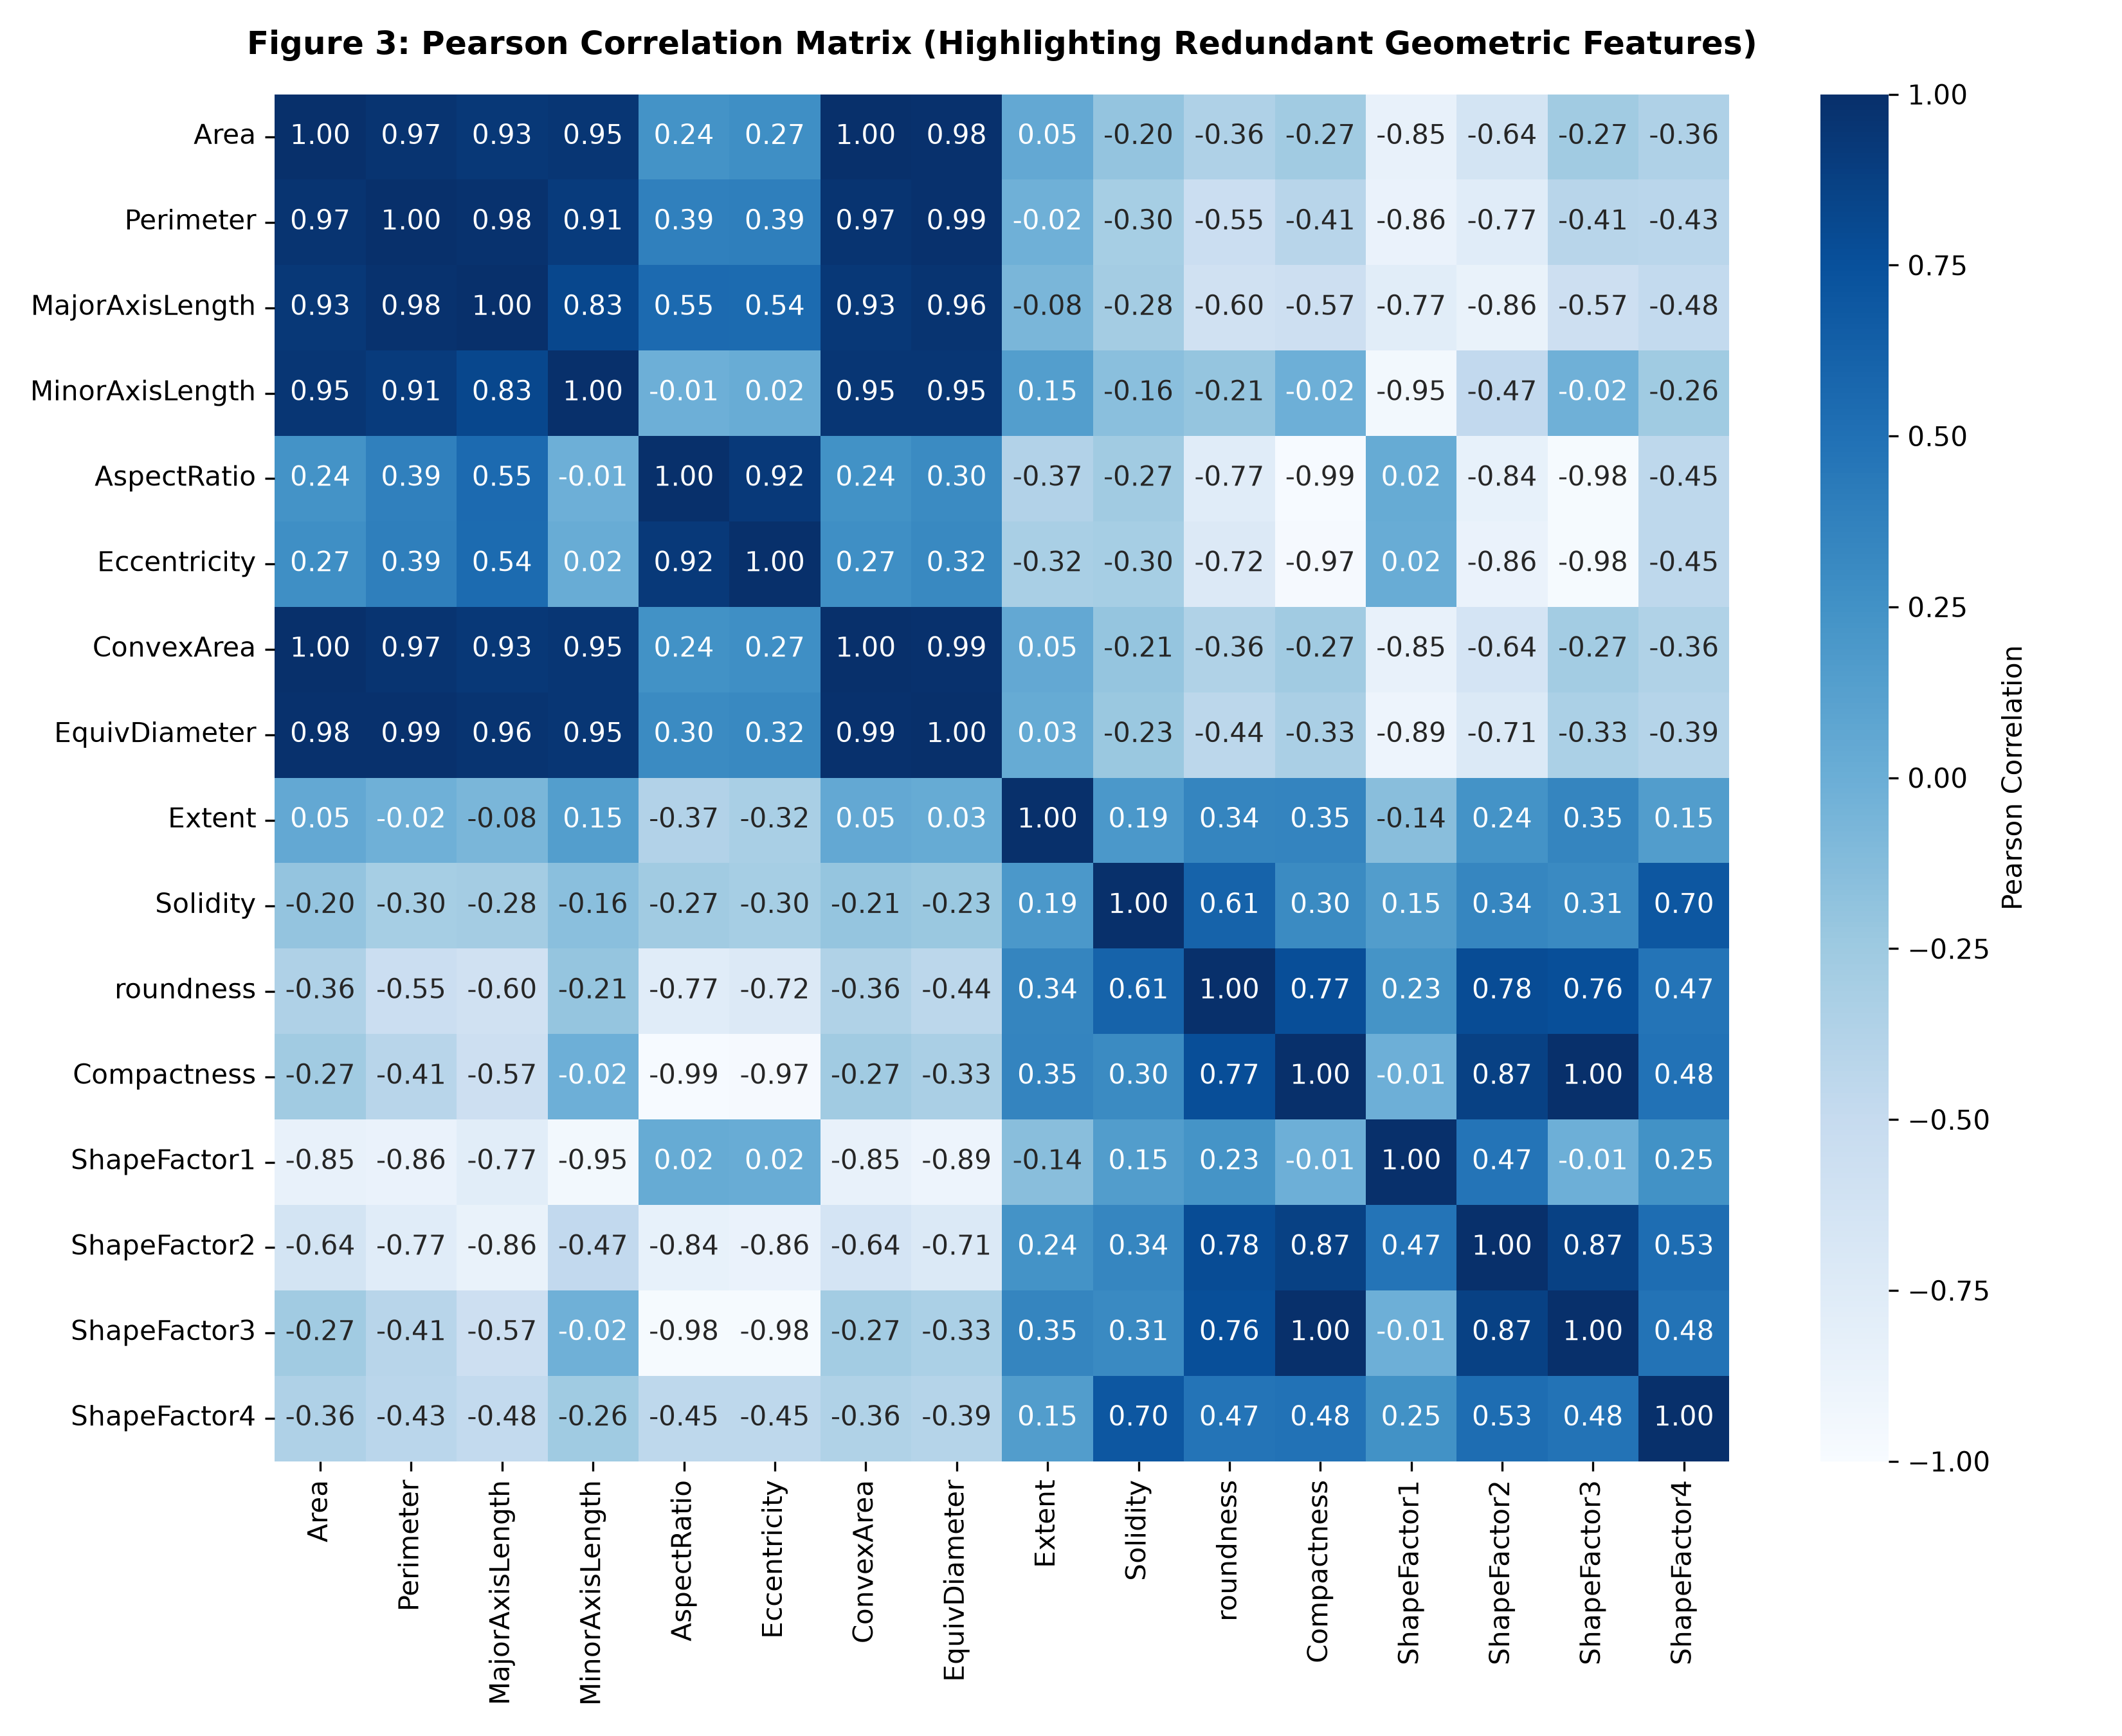 Figure 3: Pearson Correlation Matrix (Highlighting Redundant Geometric Features)
Area 1.00 0.97 0.93 0.95 0.24 0.27 1.00 0.98 0.05 -0.20 -0.36 -0.27 -0.85 -0.64 -0.27 -0.36
Perimeter 0.97 1.00 0.98 0.91 0.39 0.39 0.97 0.99 -0.02 -0.30 -0.55 -0.41 -0.86 -0.77 -0.41 -0.43
MajorAxisLength 0.93 0.98 1.00 0.83 0.55 0.54 0.93 0.96 -0.08 -0.28 -0.60 -0.57 -0.77 -0.86 -0.57 -0.48
MinorAxisLength 0.95 0.91 0.83 1.00 -0.01 0.02 0.95 0.95 0.15 -0.16 -0.21 -0.02 -0.95 -0.47 -0.02 -0.26
AspectRatio 0.24 0.39 0.55 -0.01 1.00 0.92 0.24 0.30 -0.37 -0.27 -0.77 -0.99 0.02 -0.84 -0.98 -0.45
Eccentricity 0.27 0.39 0.54 0.02 0.92 1.00 0.27 0.32 -0.32 -0.30 -0.72 -0.97 0.02 -0.86 -0.98 -0.45
ConvexArea 1.00 0.97 0.93 0.95 0.24 0.27 1.00 0.99 0.05 -0.21 -0.36 -0.27 -0.85 -0.64 -0.27 -0.36
EquivDiameter 0.98 0.99 0.96 0.95 0.30 0.32 0.99 1.00 0.03 -0.23 -0.44 -0.33 -0.89 -0.71 -0.33 -0.39
Extent 0.05 -0.02 -0.08 0.15 -0.37 -0.32 0.05 0.03 1.00 0.19 0.34 0.35 -0.14 0.24 0.35 0.15
Solidity -0.20 -0.30 -0.28 -0.16 -0.27 -0.30 -0.21 -0.23 0.19 1.00 0.61 0.30 0.15 0.34 0.31 0.70
roundness -0.36 -0.55 -0.60 -0.21 -0.77 -0.72 -0.36 -0.44 0.34 0.61 1.00 0.77 0.23 0.78 0.76 0.47
Compactness -0.27 -0.41 -0.57 -0.02 -0.99 -0.97 -0.27 -0.33 0.35 0.30 0.77 1.00 -0.01 0.87 1.00 0.48
ShapeFactor1 -0.85 -0.86 -0.77 -0.95 0.02 0.02 -0.85 -0.89 -0.14 0.15 0.23 -0.01 1.00 0.47 -0.01 0.25
ShapeFactor2 -0.64 -0.77 -0.86 -0.47 -0.84 -0.86 -0.64 -0.71 0.24 0.34 0.78 0.87 0.47 1.00 0.87 0.53
ShapeFactor3 -0.27 -0.41 -0.57 -0.02 -0.98 -0.98 -0.27 -0.33 0.35 0.31 0.76 1.00 -0.01 0.87 1.00 0.48
ShapeFactor4 -0.36 -0.43 -0.48 -0.26 -0.45 -0.45 -0.36 -0.39 0.15 0.70 0.47 0.48 0.25 0.53 0.48 1.00
Area
Perimeter
MajorAxisLength
MinorAxisLength
AspectRatio
Eccentricity
ConvexArea
EquivDiameter
Extent
Solidity
roundness
Compactness
ShapeFactor1
ShapeFactor2
ShapeFactor3
ShapeFactor4
1.00
0.75
0.50
0.25
0.00
−0.25
−0.50
−0.75
−1.00
Pearson Correlation